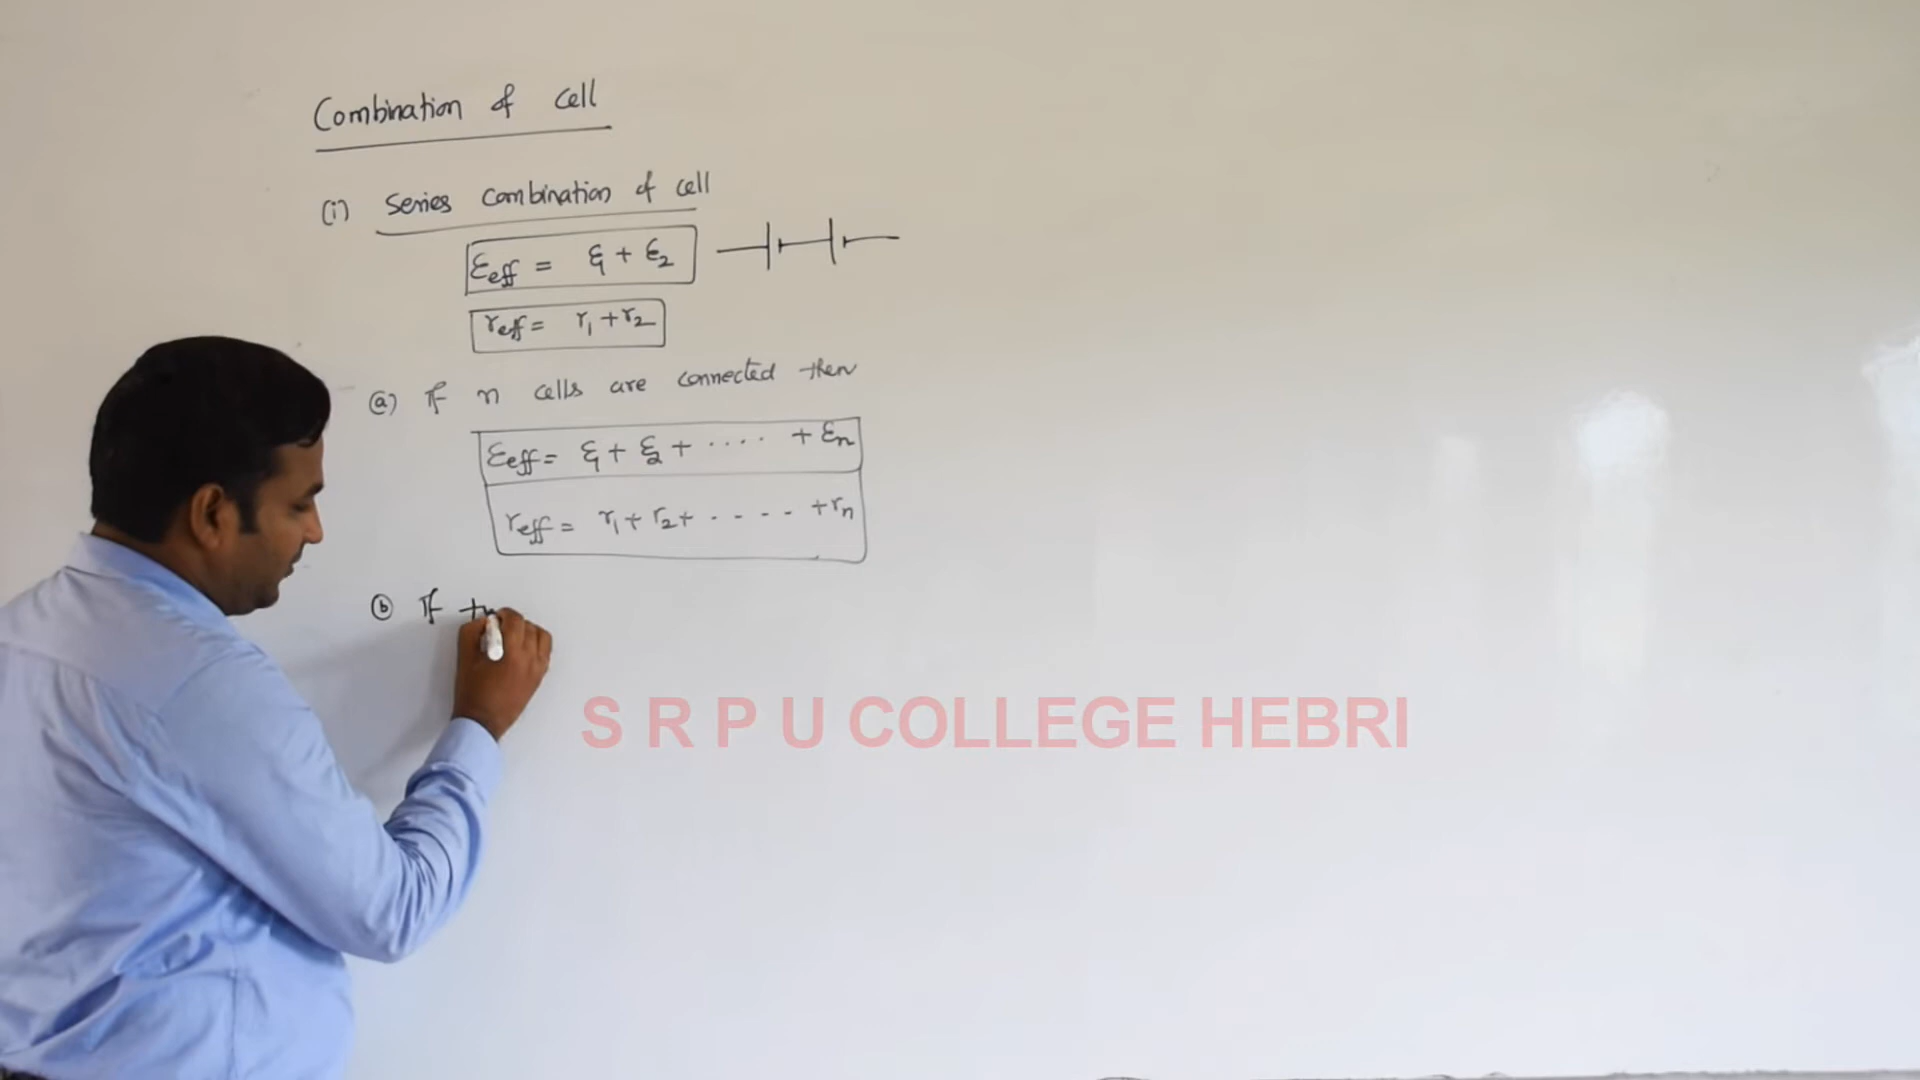 Combination of cell
(i) Series combination of cell
Ɛeff = Ɛ1 + Ɛ2
reff = r1 + r2
(a) If n cells are connected then
Ɛeff = Ɛ1 + Ɛ2 + .... + Ɛn
reff = r1 + r2 + ..... + rn
(b) If
S R P U COLLEGE HEBRI